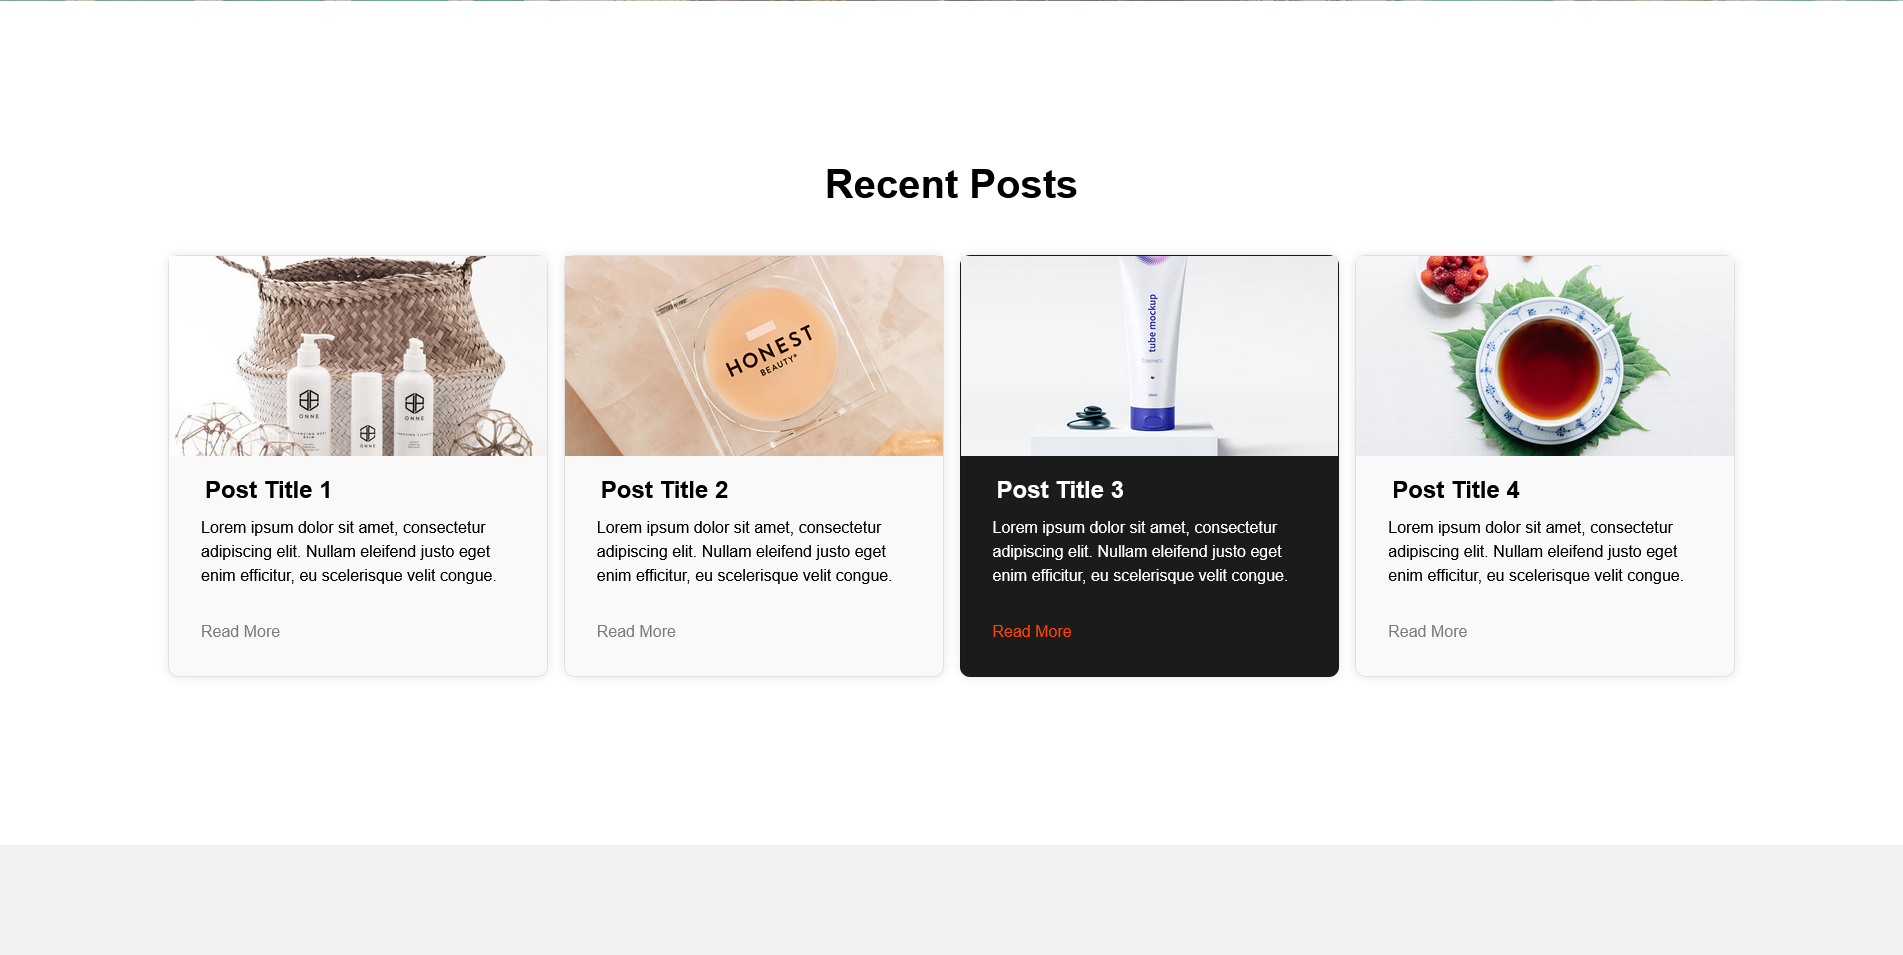 Recent Posts
ONNE
ONNE
ONNE
HONEST
BEAUTY
tube mockup
Cosmetic
Post Title 1
Lorem ipsum dolor sit amet, consectetur
adipiscing elit. Nullam eleifend justo eget
enim efficitur, eu scelerisque velit congue.
Read More
Post Title 2
Lorem ipsum dolor sit amet, consectetur
adipiscing elit. Nullam eleifend justo eget
enim efficitur, eu scelerisque velit congue.
Read More
Post Title 3
Lorem ipsum dolor sit amet, consectetur
adipiscing elit. Nullam eleifend justo eget
enim efficitur, eu scelerisque velit congue.
Read More
Post Title 4
Lorem ipsum dolor sit amet, consectetur
adipiscing elit. Nullam eleifend justo eget
enim efficitur, eu scelerisque velit congue.
Read More